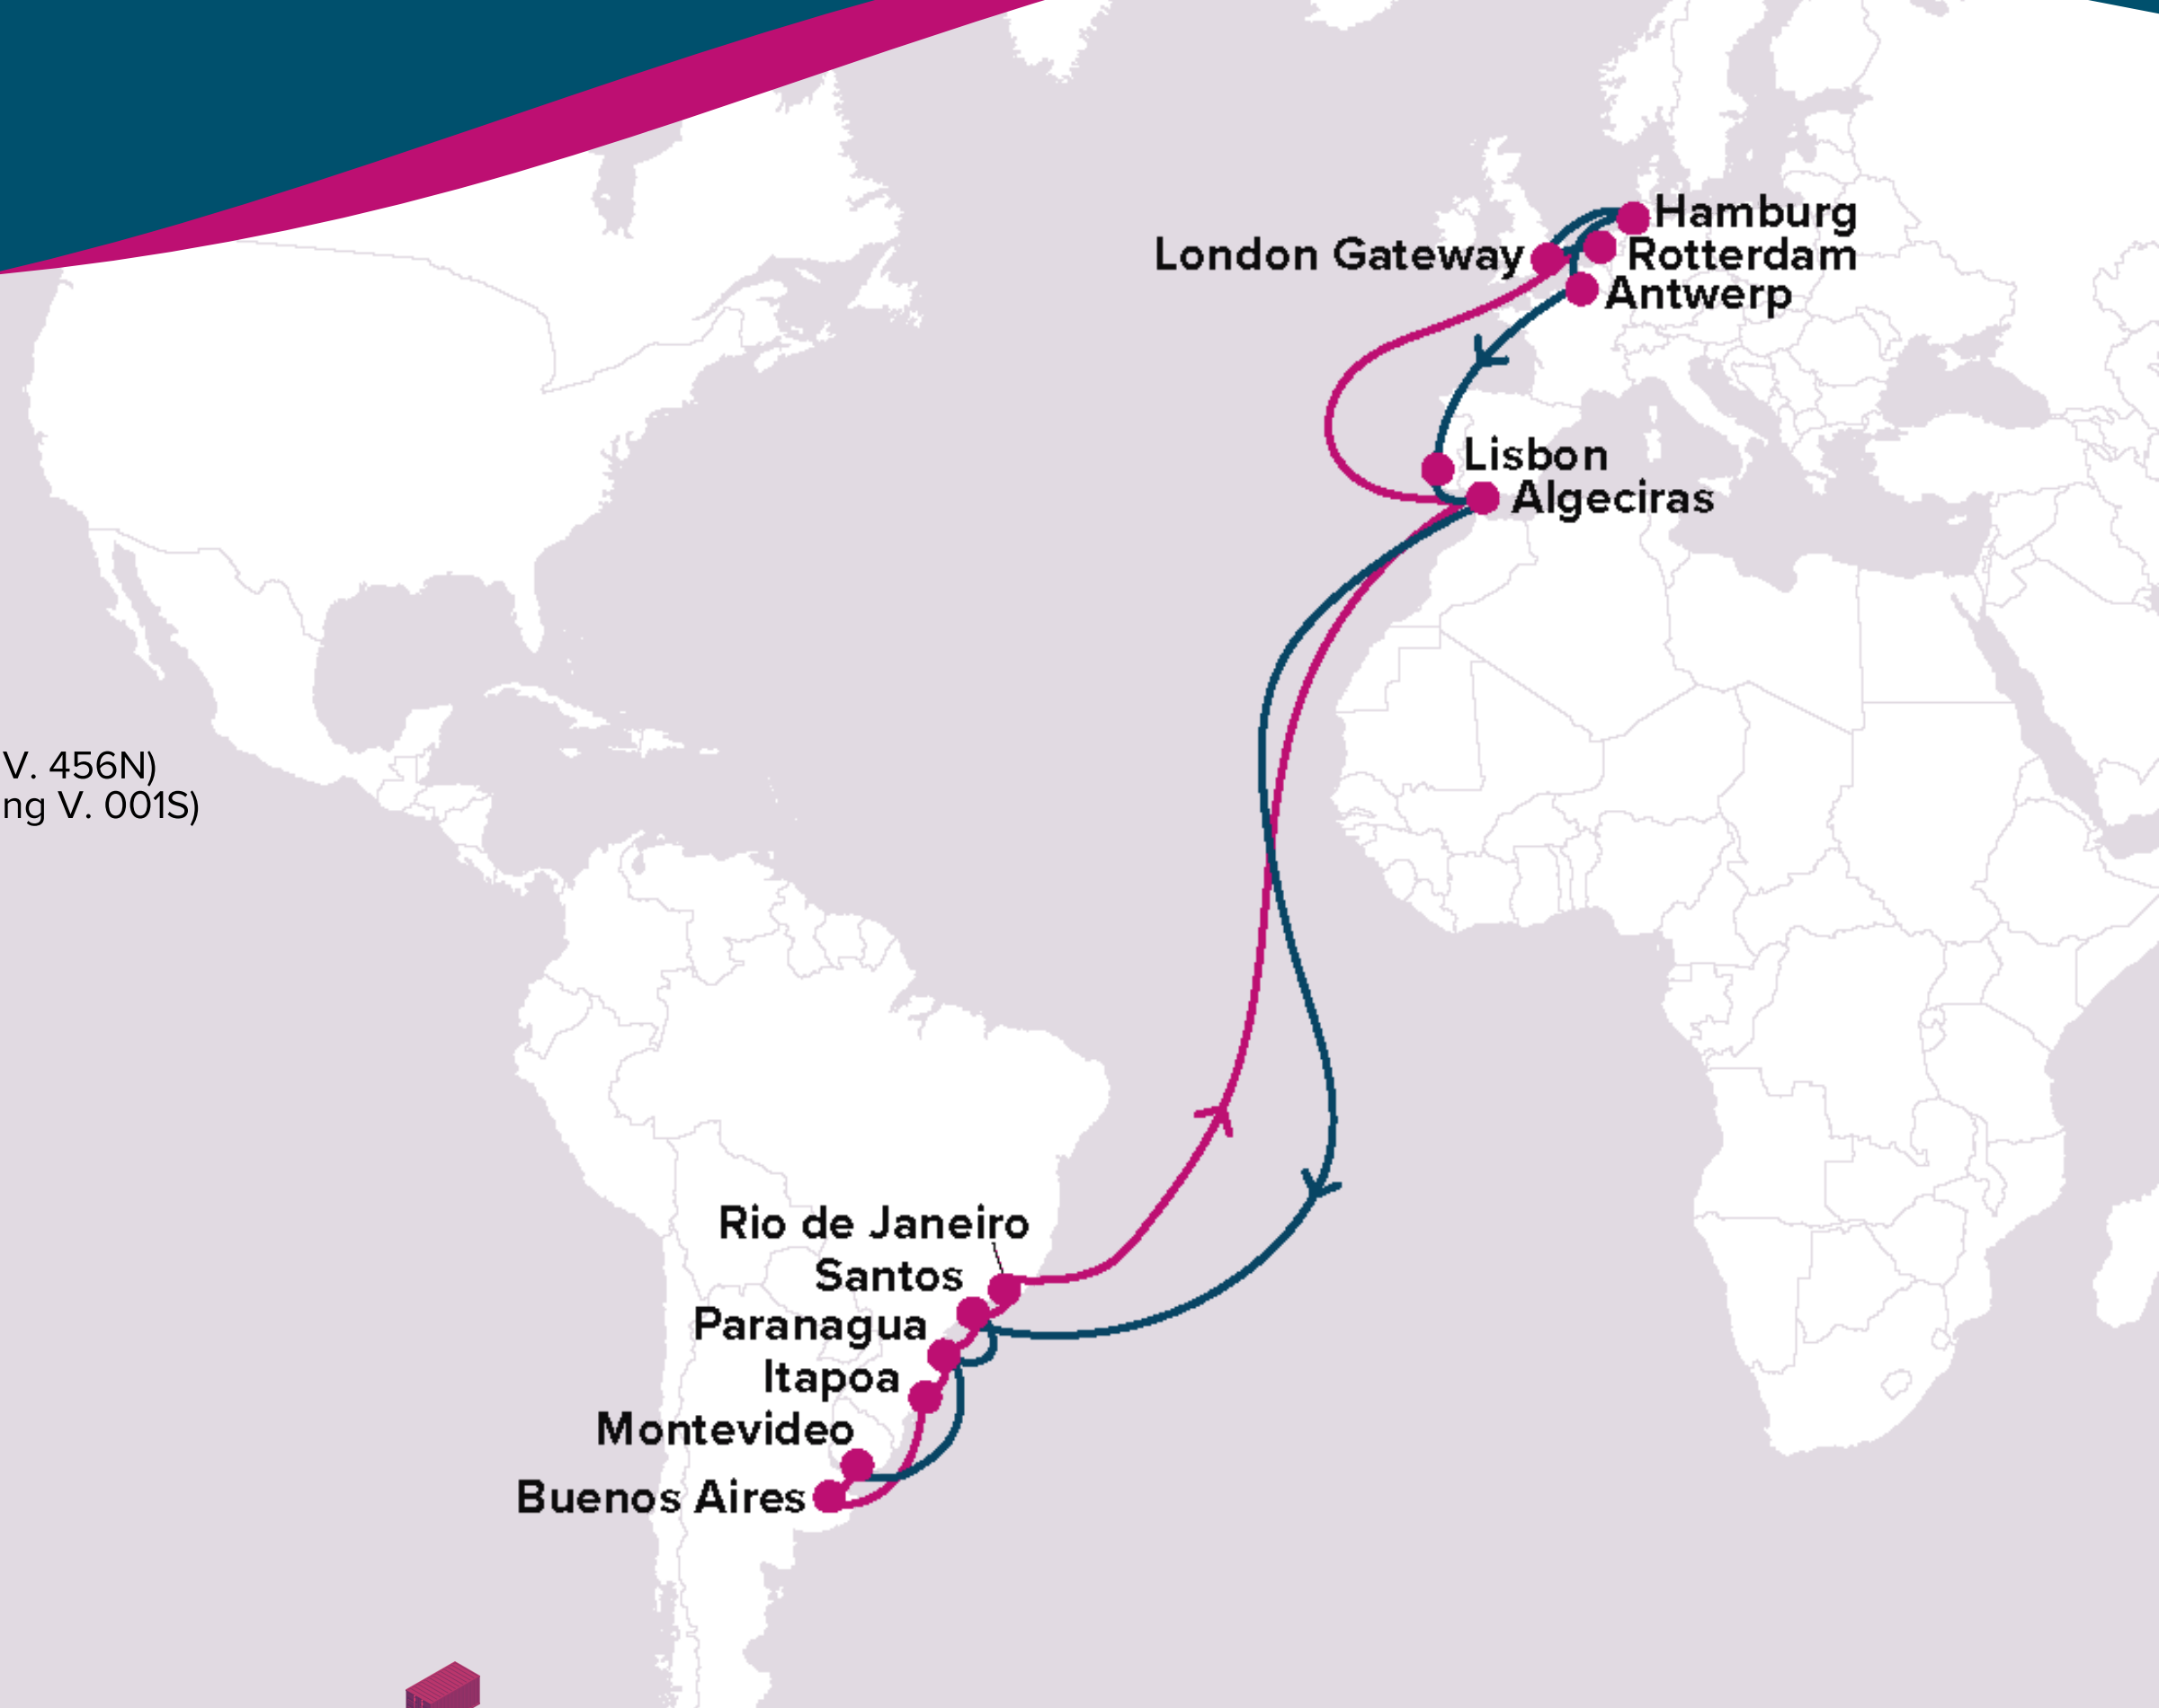 Hamburg
London Gateway
Rotterdam
Antwerp
Lisbon
Algeciras
V. 456N)
ng V. 001S)
Rio de Janeiro
Santos
Paranagua
Itapoa
Montevideo
Buenos Aires